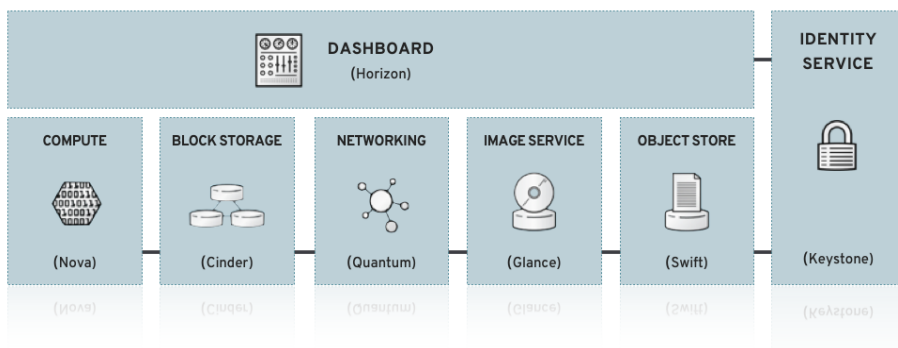 DASHBOARD
(Horizon)
IDENTITY
SERVICE
COMPUTE
BLOCK STORAGE
NETWORKING
IMAGE SERVICE
OBJECT STORE
(Nova)
(Cinder)
(Quantum)
(Glance)
(Swift)
(Keystone)